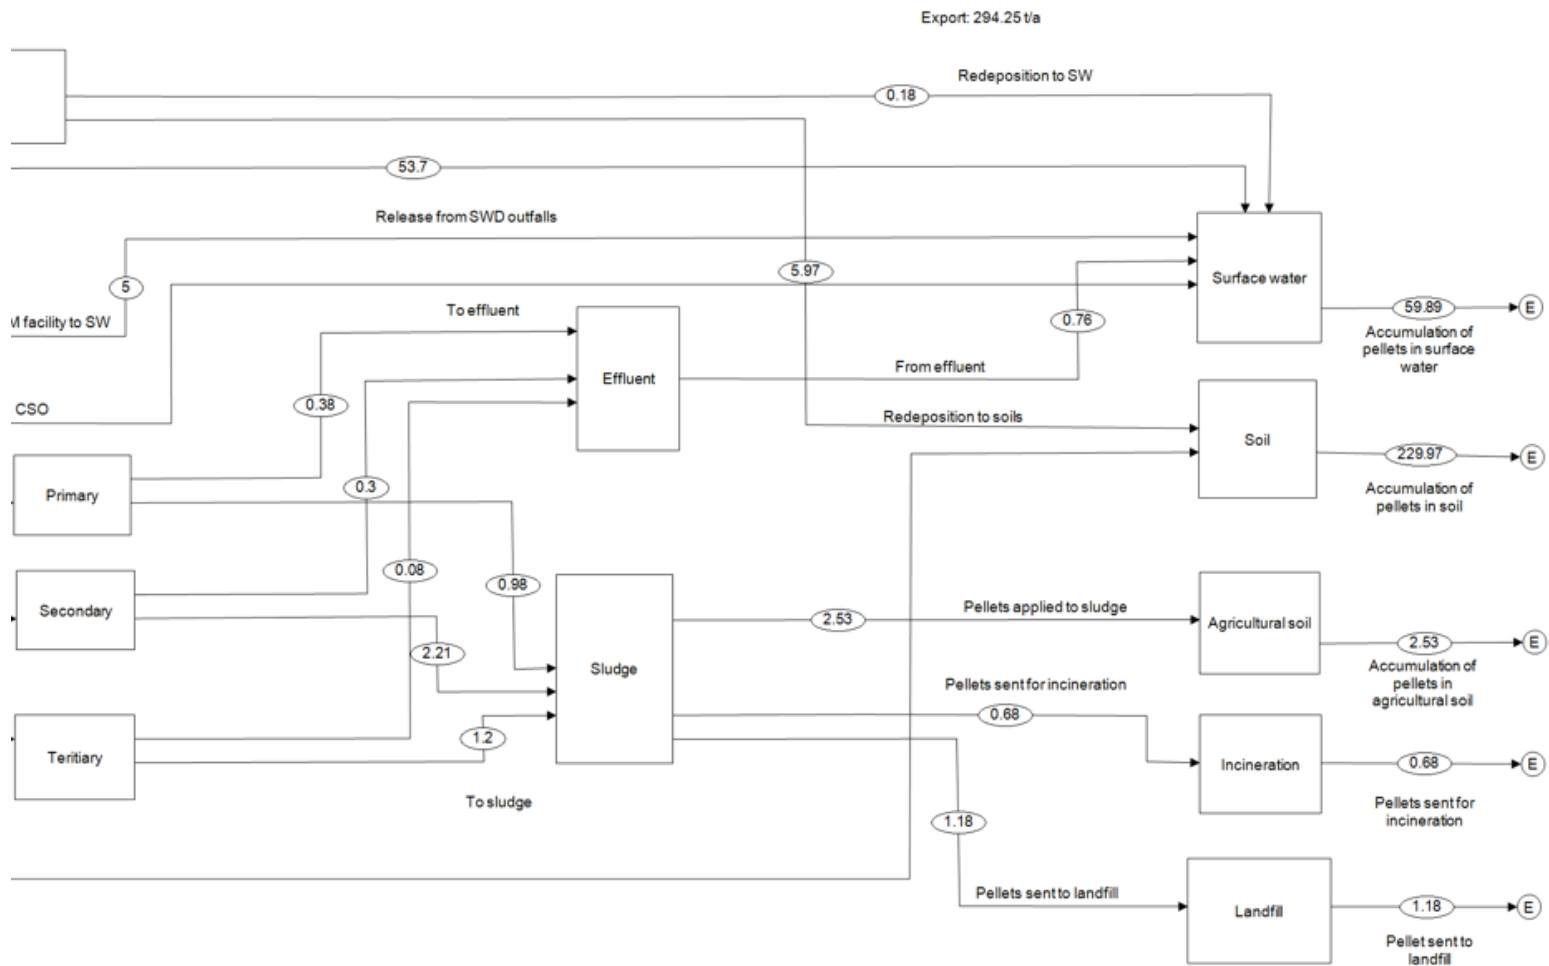 Export: 294.25 t/a
Redeposition to SW
0.18
53.7
Release from SWD outfalls
5.97
Surface water
5
M facility to SW
To effluent
0.76
59.89
E
Accumulation of
pellets in surface
water
Effluent
From effluent
0.38
CSO
Redeposition to soils
Soil
229.97
E
Accumulation of
pellets in soil
Primary
0.3
0.08
0.98
Secondary
2.21
Sludge
2.53
Pellets applied to sludge
Agricultural soil
2.53
E
Accumulation of
pellets in
agricultural soil
Pellets sent for incineration
0.68
Teritiary
1.2
To sludge
Incineration
0.68
E
Pellets sent for
incineration
1.18
Pellets sent to landfill
Landfill
1.18
E
Pellet sent to
landfill